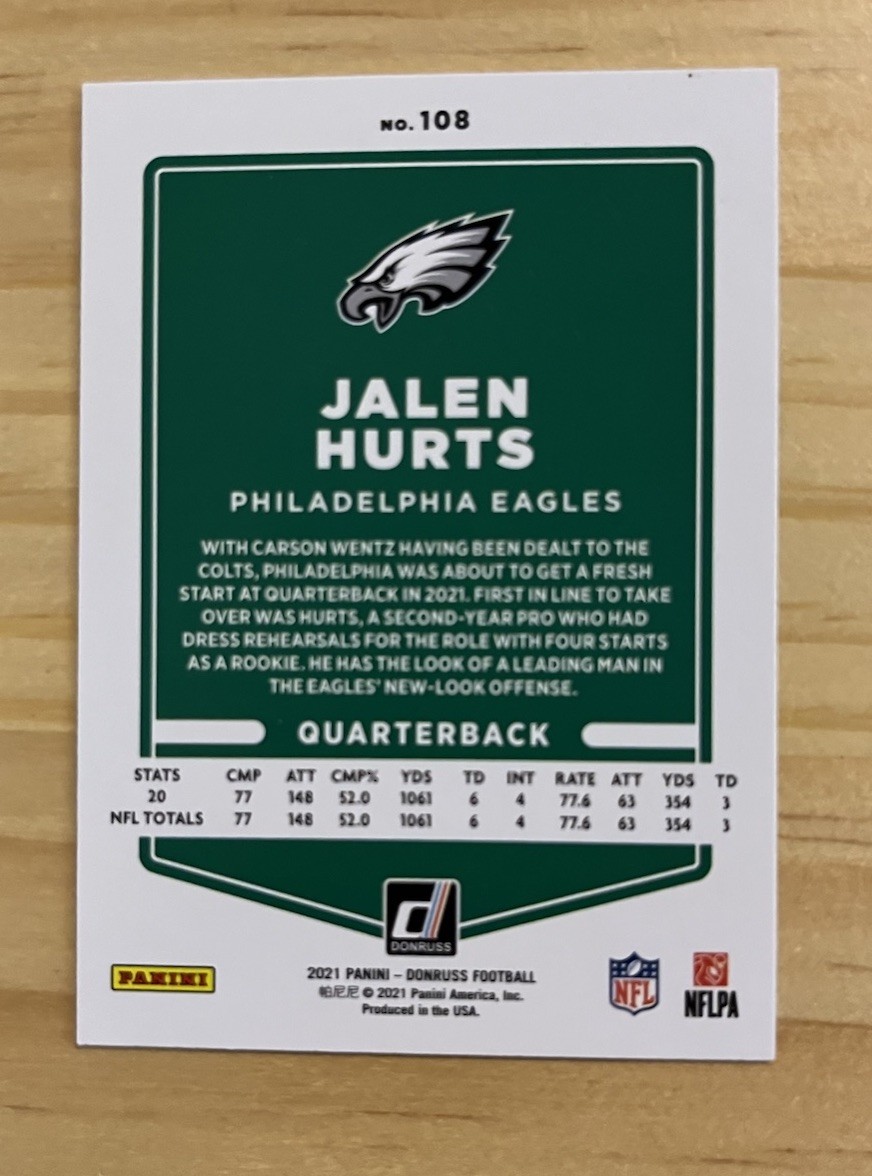 NO. 108
JALEN
HURTS
PHILADELPHIA EAGLES
WITH CARSON WENTZ HAVING BEEN DEALT TO THE
COLTS, PHILADELPHIA WAS ABOUT TO GET A FRESH
START AT QUARTERBACK IN 2021. FIRST IN LINE TO TAKE
OVER WAS HURTS, A SECOND-YEAR PRO WHO HAD
DRESS REHEARSALS FOR THE ROLE WITH FOUR STARTS
AS A ROOKIE. HE HAS THE LOOK OF A LEADING MAN IN
THE EAGLES' NEW-LOOK OFFENSE.
QUARTERBACK
STATS CMP ATT CMP% YDS TD INT RATE ATT YDS TD
20 77 148 52.0 1061 6 4 77.6 63 354 3
NFL TOTALS 77 148 52.0 1061 6 4 77.6 63 354 3
DONRUSS
PANINI
2021 PANINI – DONRUSS FOOTBALL
帕尼尼 © 2021 Panini America, Inc.
Produced in the USA.
NFL
NFLPA